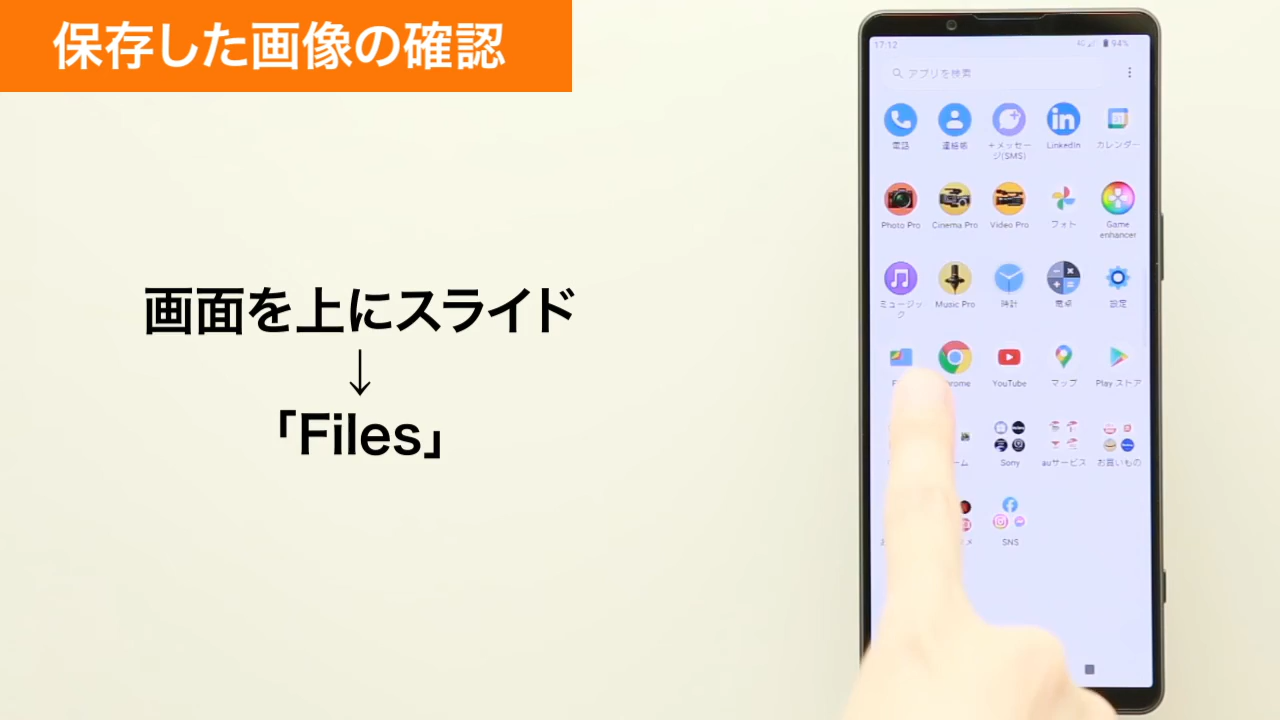 保存した画像の確認
画面を上にスライド
↓
「Files」
17:12
94%
アプリを検索
電話
連絡帳
+メッセージ(SMS)
LinkedIn
カレンダー
Photo Pro
Cinema Pro
Video Pro
フォト
Game enhancer
ミュージック
Music Pro
時計
電卓
設定
Chrome
YouTube
マップ
Play ストア
Sony
auサービス
お買いもの
SNS